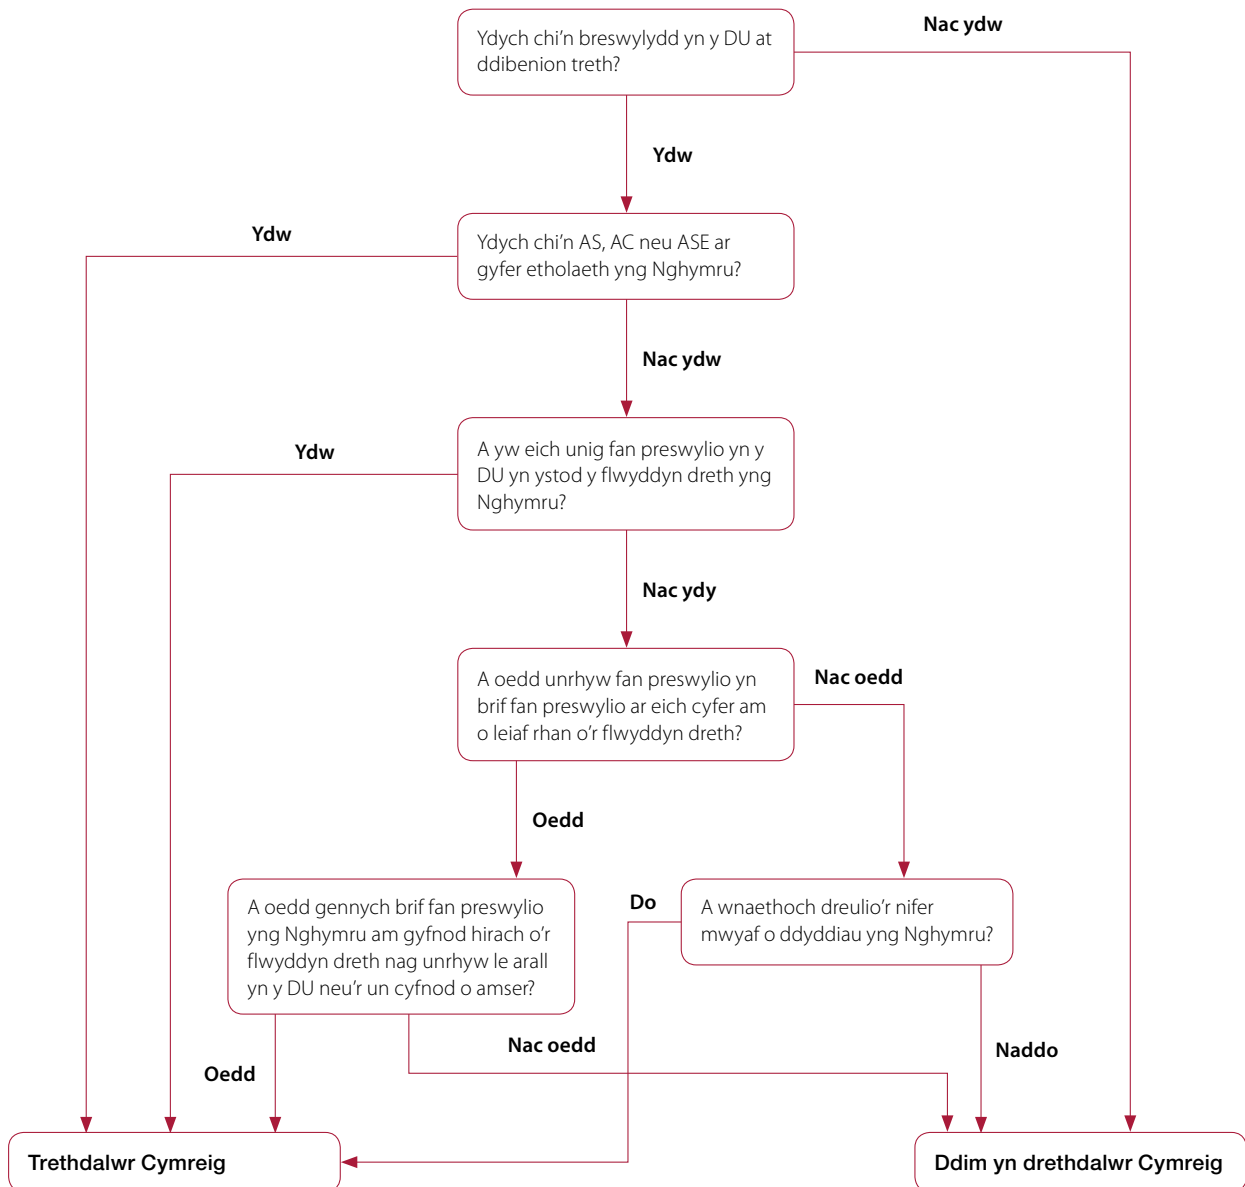 Ydych chi'n breswylydd yn y DU at
ddibenion treth?
Nac ydw
Ydw
Ydych chi'n AS, AC neu ASE ar
gyfer etholaeth yng Nghymru?
Ydw
Nac ydw
A yw eich unig fan preswylio yn y
DU yn ystod y flwyddyn dreth yng
Nghymru?
Ydw
Nac ydy
A oedd unrhyw fan preswylio yn
brif fan preswylio ar eich cyfer am
o leiaf rhan o'r flwyddyn dreth?
Nac oedd
Oedd
A oedd gennych brif fan preswylio
yng Nghymru am gyfnod hirach o'r
flwyddyn dreth nag unrhyw le arall
yn y DU neu'r un cyfnod o amser?
Do
A wnaethoch dreulio'r nifer
mwyaf o ddyddiau yng Nghymru?
Nac oedd
Naddo
Oedd
Trethdalwr Cymreig
Ddim yn drethdalwr Cymreig